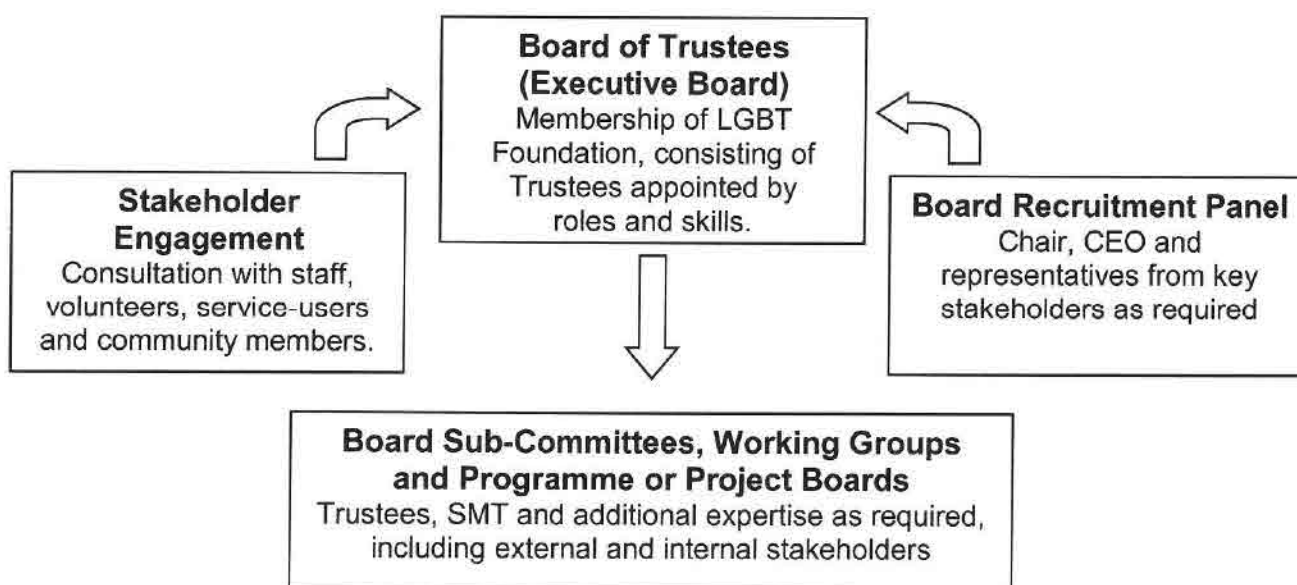 Board of Trustees
(Executive Board)
Membership of LGBT
Foundation, consisting of
Trustees appointed by
roles and skills.
Stakeholder
Engagement
Consultation with staff,
volunteers, service-users
and community members.
Board Recruitment Panel
Chair, CEO and
representatives from key
stakeholders as required
Board Sub-Committees, Working Groups
and Programme or Project Boards
Trustees, SMT and additional expertise as required,
including external and internal stakeholders